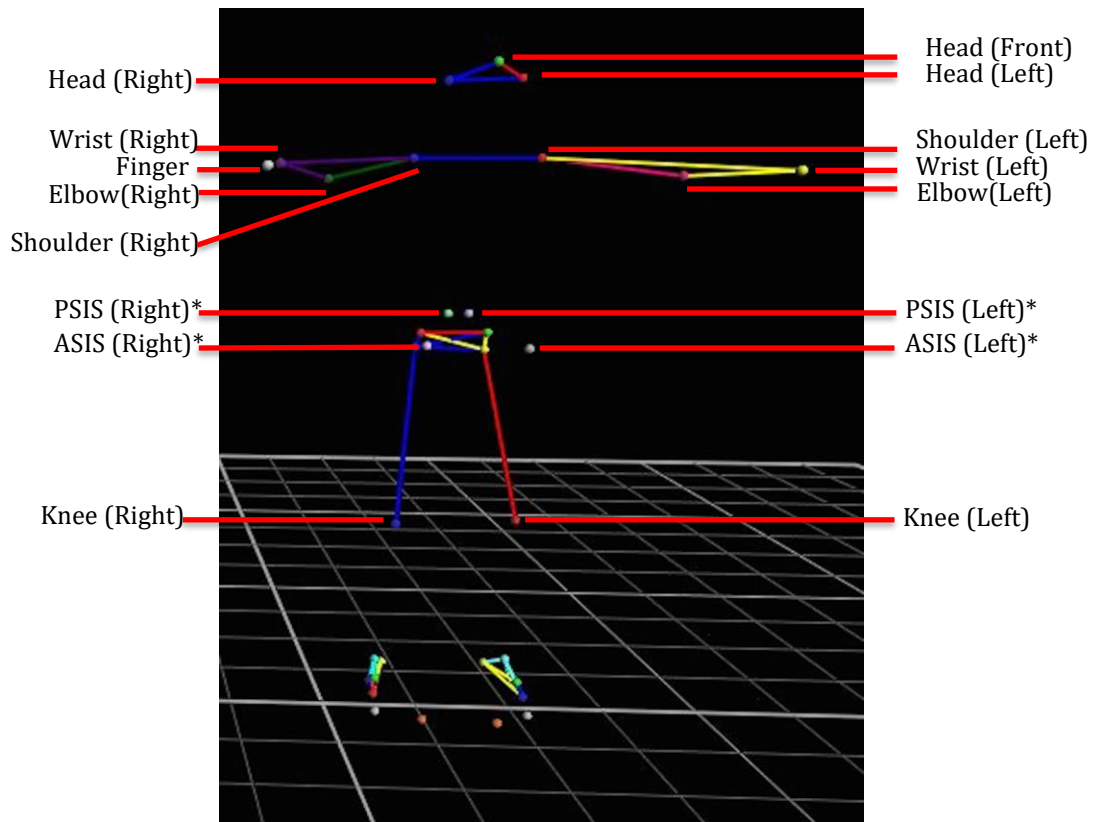 Head (Front)
Head (Right)
Head (Left)
Wrist (Right)
Shoulder (Left)
Finger
Wrist (Left)
Elbow(Right)
Elbow(Left)
Shoulder (Right)
PSIS (Right)*
PSIS (Left)*
ASIS (Right)*
ASIS (Left)*
Knee (Right)
Knee (Left)